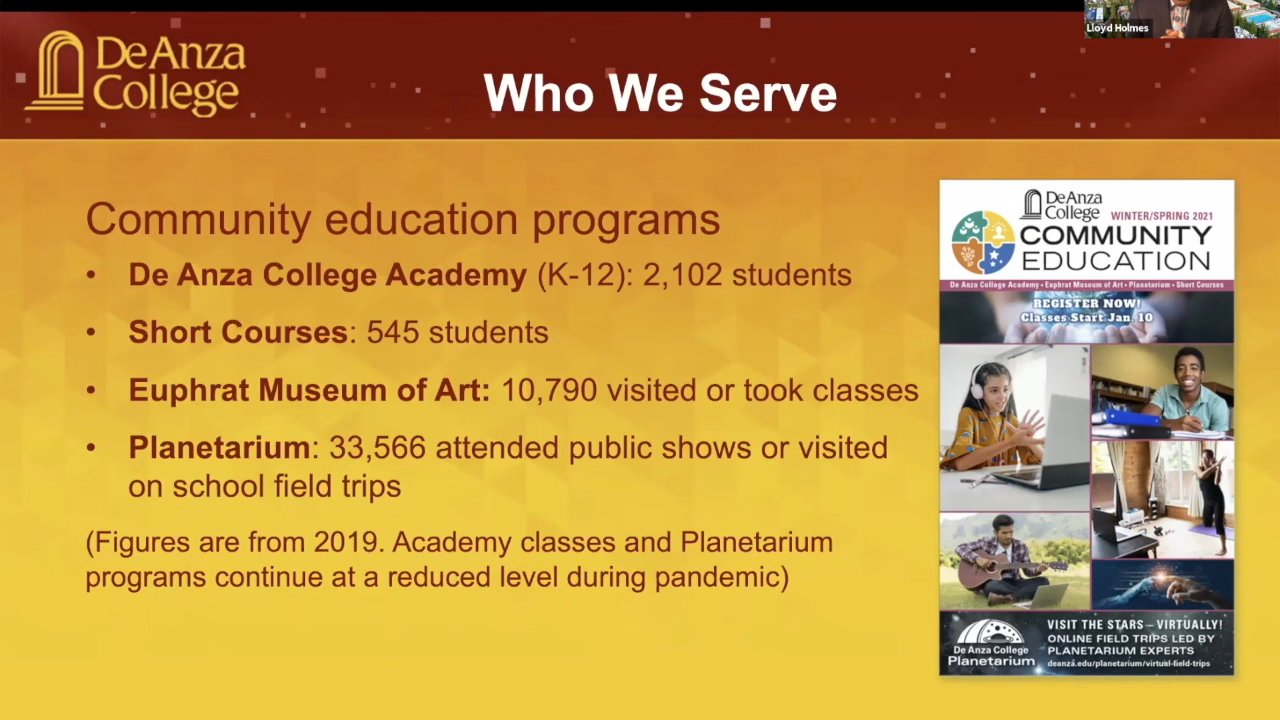 Lloyd Holmes
De Anza
College
Who We Serve
Community education programs
• De Anza College Academy (K-12): 2,102 students
• Short Courses: 545 students
• Euphrat Museum of Art: 10,790 visited or took classes
• Planetarium: 33,566 attended public shows or visited
on school field trips
(Figures are from 2019. Academy classes and Planetarium
programs continue at a reduced level during pandemic)
De Anza
College
WINTER/SPRING 2021
COMMUNITY
EDUCATION
De Anza College Academy • Euphrat Museum of Art • Planetarium • Short Courses
REGISTER NOW!
Classes Start Jan. 10
De Anza College
Planetarium
VISIT THE STARS – VIRTUALLY!
ONLINE FIELD TRIPS LED BY
PLANETARIUM EXPERTS
deanza.edu/planetarium/virtual-field-trips